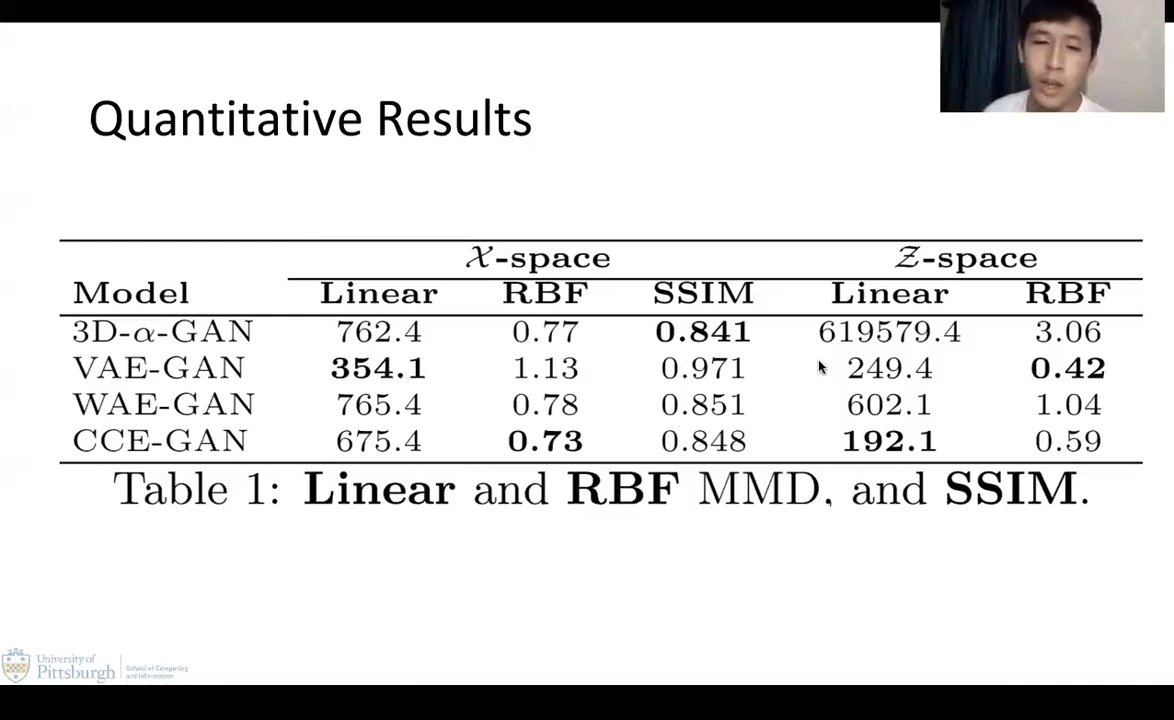 Quantitative Results
𝒳-space 𝒵-space
Model Linear RBF SSIM Linear RBF
3D-α-GAN 762.4 0.77 0.841 619579.4 3.06
VAE-GAN 354.1 1.13 0.971 249.4 0.42
WAE-GAN 765.4 0.78 0.851 602.1 1.04
CCE-GAN 675.4 0.73 0.848 192.1 0.59
Table 1: Linear and RBF MMD, and SSIM.
University of
Pittsburgh
School of Computing
and Information